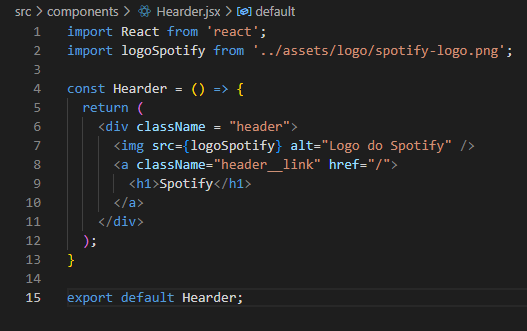 src > components > Hearder.jsx > default
1 import React from 'react';
2 import logoSpotify from '../assets/logo/spotify-logo.png';
3
4 const Hearder = () => {
5 return (
6 <div className = "header">
7 <img src={logoSpotify} alt="Logo do Spotify" />
8 <a className="header__link" href="/">
9 <h1>Spotify</h1>
10 </a>
11 </div>
12 );
13 }
14
15 export default Hearder;